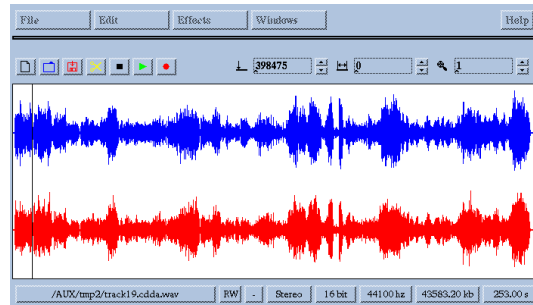 File Edit Effects Windows Help
398475 0 1
/AUX/tmp2/track19.cdda.wav RW - Stereo 16 bit 44100 hz 43583.20 kb 253.00 s